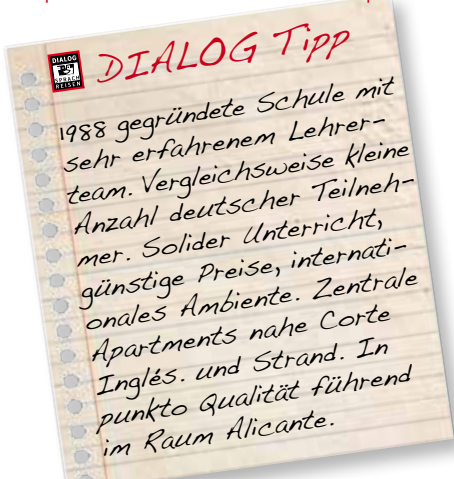 DIALOG
SPRACH
REISEN
DIALOG Tipp
1988 gegründete Schule mit
sehr erfahrenem Lehrer-
team. Vergleichsweise kleine
Anzahl deutscher Teilneh-
mer. Solider Unterricht,
günstige Preise, internati-
onales Ambiente. Zentrale
Apartments nahe Corte
Inglés. und Strand. In
punkto Qualität führend
im Raum Alicante.